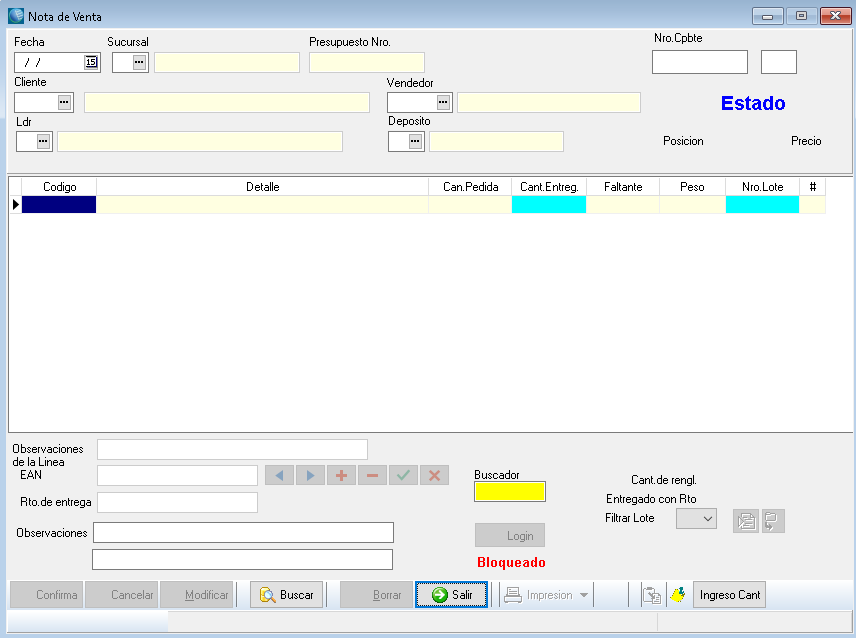 Nota de Venta
Fecha Sucursal Presupuesto Nro. Nro.Cpbte
/ / 15 ... 
Cliente Vendedor
... ... Estado
Ldr Deposito
... ... Posicion Precio
Codigo Detalle Can.Pedida Cant.Entreg. Faltante Peso Nro.Lote #
Observaciones
de la Linea
EAN
Buscador
Cant.de rengl.
Rto.de entrega
Entregado con Rto
Filtrar Lote
Observaciones
Login
Bloqueado
Confirma Cancelar Modificar Buscar Borrar Salir Impresion Ingreso Cant